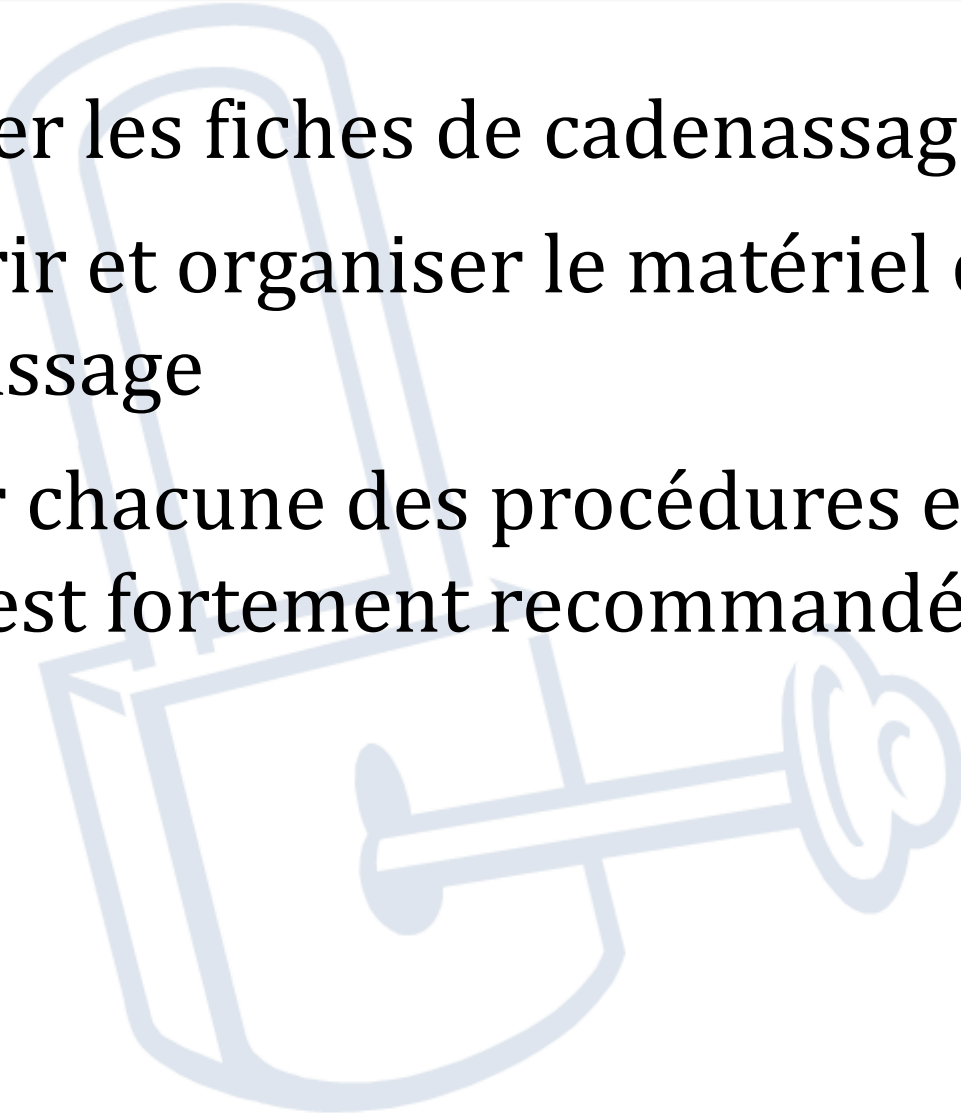 er les fiches de cadenassag
rir et organiser le matériel
ssage
r chacune des procédures e
est fortement recommandé